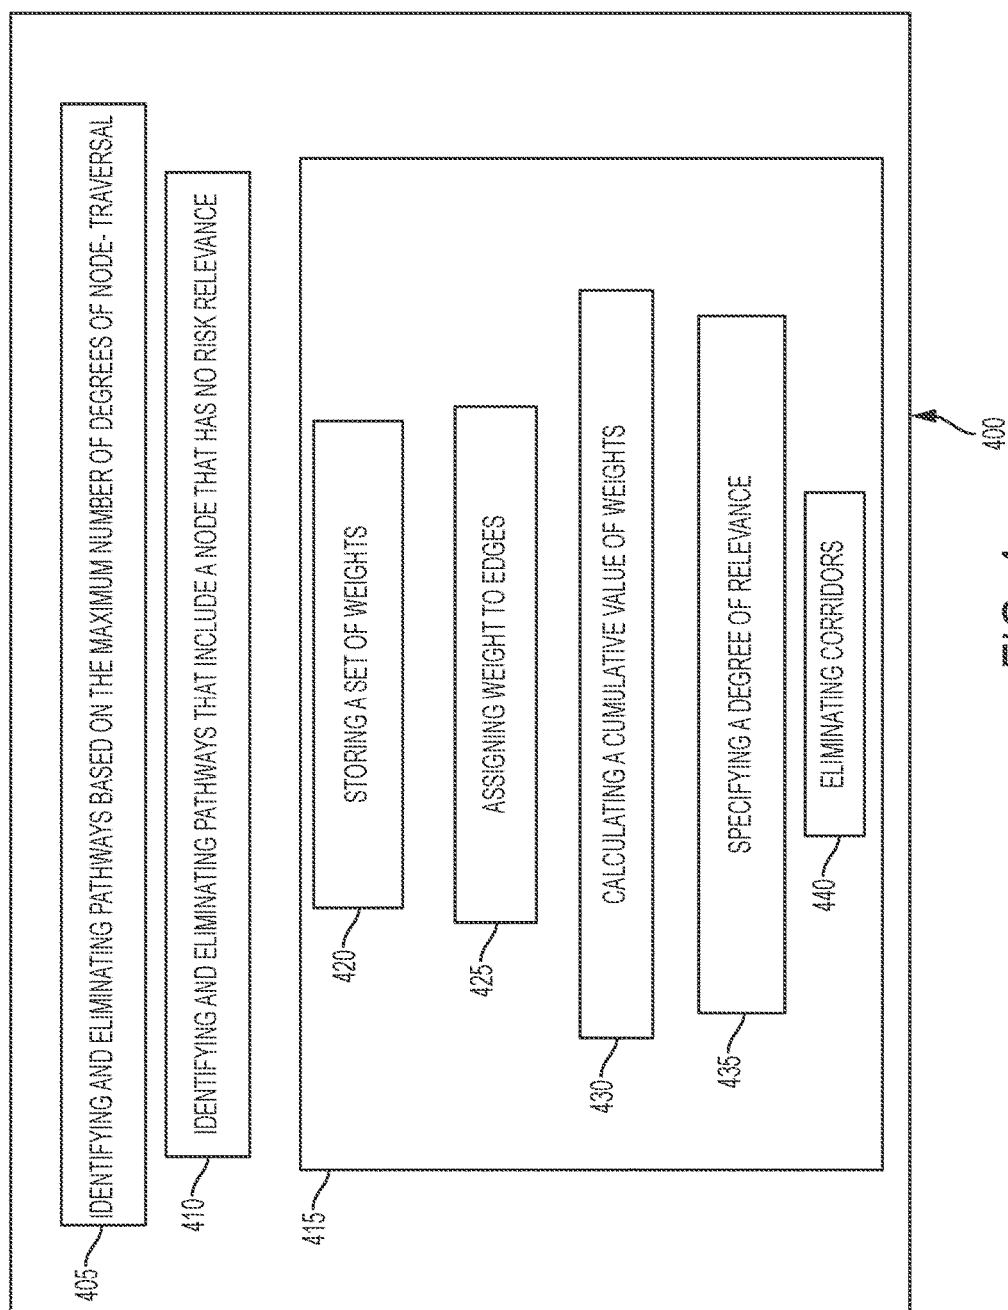 405
IDENTIFYING AND ELIMINATING PATHWAYS BASED ON THE MAXIMUM NUMBER OF DEGREES OF NODE- TRAVERSAL
410
IDENTIFYING AND ELIMINATING PATHWAYS THAT INCLUDE A NODE THAT HAS NO RISK RELEVANCE
415
420
STORING A SET OF WEIGHTS
425
ASSIGNING WEIGHT TO EDGES
430
CALCULATING A CUMULATIVE VALUE OF WEIGHTS
435
SPECIFYING A DEGREE OF RELEVANCE
440
ELIMINATING CORRIDORS
400